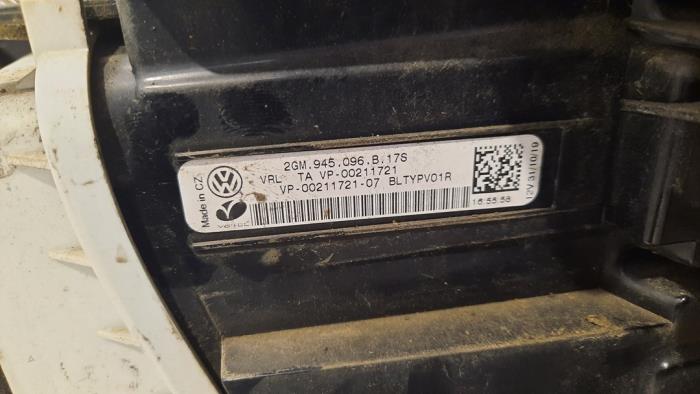 2GM.945.096.B.17S
VRL TA VP-00211721
VP-00211721-07 BLTYPV01R
Made in CZ
16:55:58
12V 31/10/19